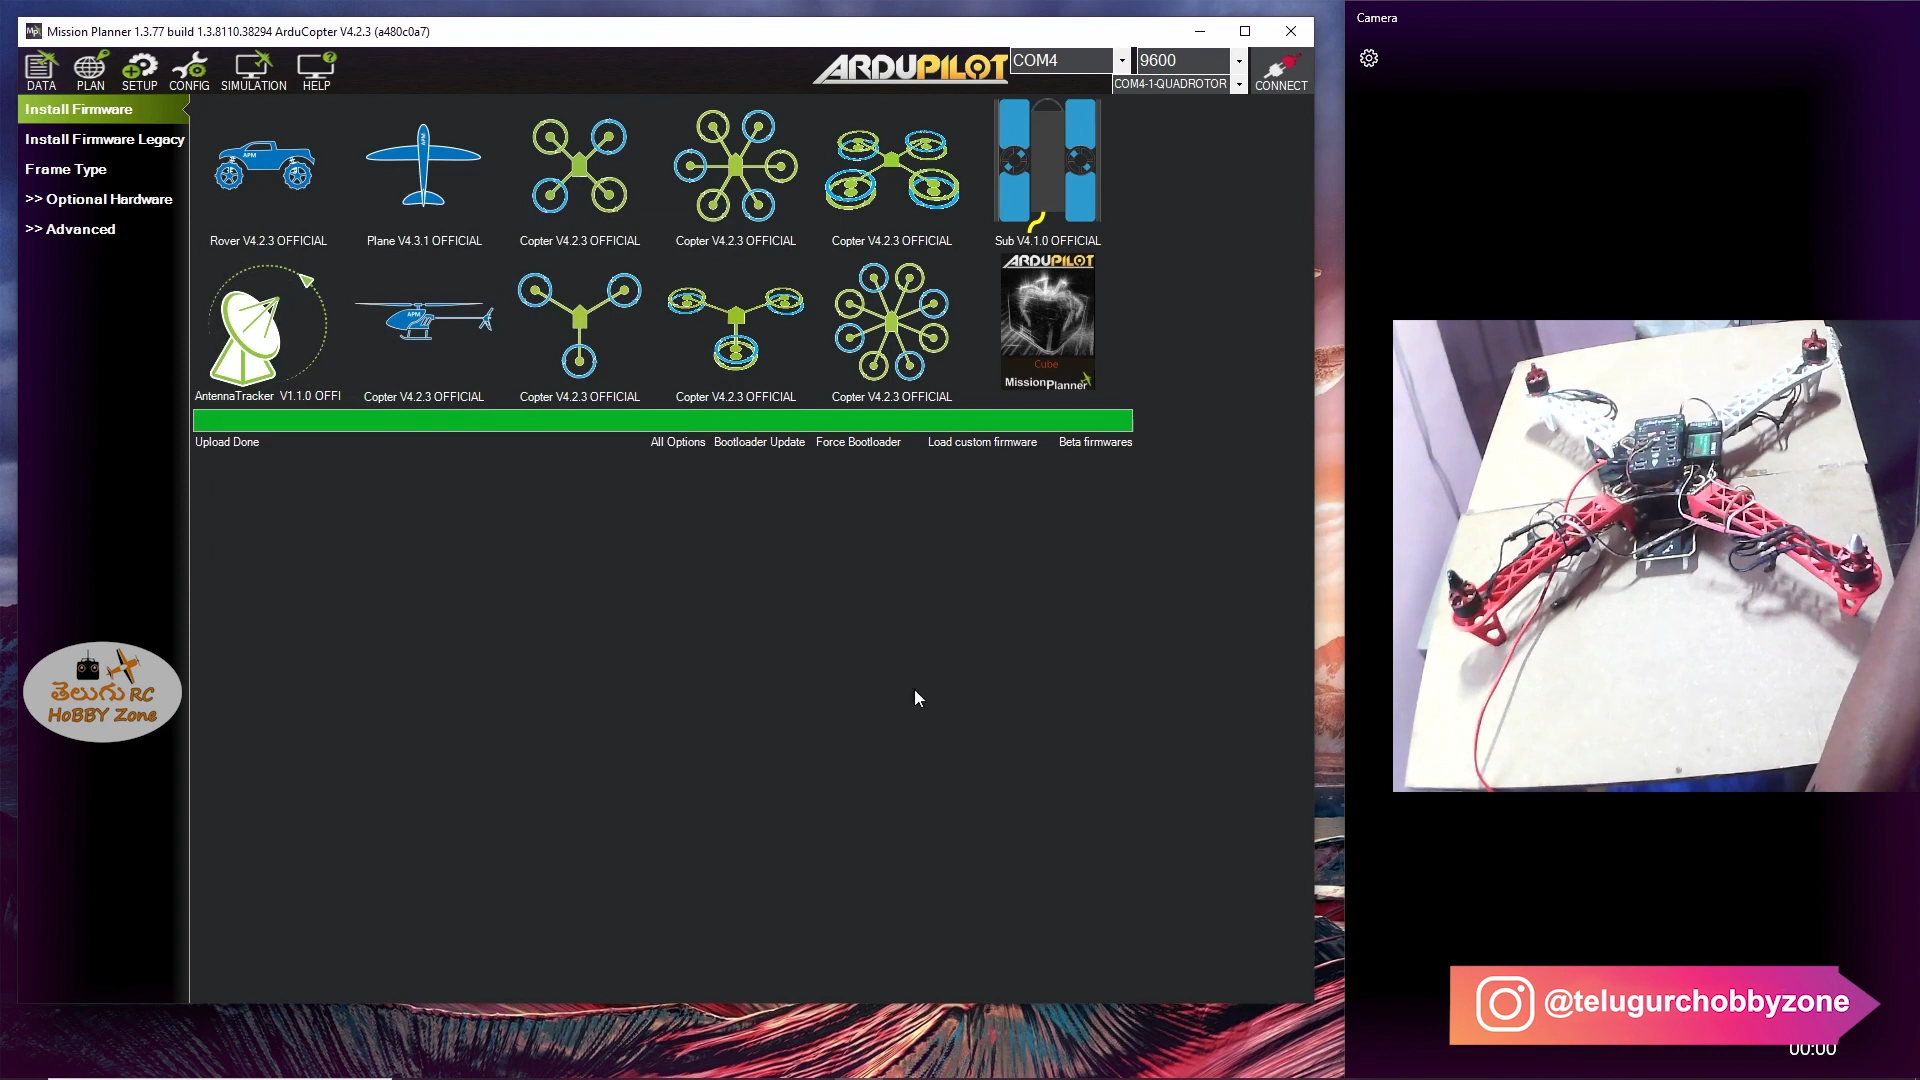 Mission Planner 1.3.77 build 1.3.8110.38294 ArduCopter V4.2.3 (a480c0a7)
DATA
PLAN
SETUP
CONFIG
SIMULATION
HELP
ARDUPILOT
COM4
9600
COM4-1-QUADROTOR
CONNECT
Install Firmware
Install Firmware Legacy
Frame Type
>> Optional Hardware
>> Advanced
APM
APM
Rover V4.2.3 OFFICIAL
Plane V4.3.1 OFFICIAL
Copter V4.2.3 OFFICIAL
Copter V4.2.3 OFFICIAL
Copter V4.2.3 OFFICIAL
Sub V4.1.0 OFFICIAL
APM
ARDUPILOT
Cube
MissionPlanner
AntennaTracker V1.1.0 OFFI
Copter V4.2.3 OFFICIAL
Copter V4.2.3 OFFICIAL
Copter V4.2.3 OFFICIAL
Copter V4.2.3 OFFICIAL
Upload Done
All Options
Bootloader Update
Force Bootloader
Load custom firmware
Beta firmwares
తెలుగు RC
HoBBY Zone
Camera
@telugurchobbyzone
00:00